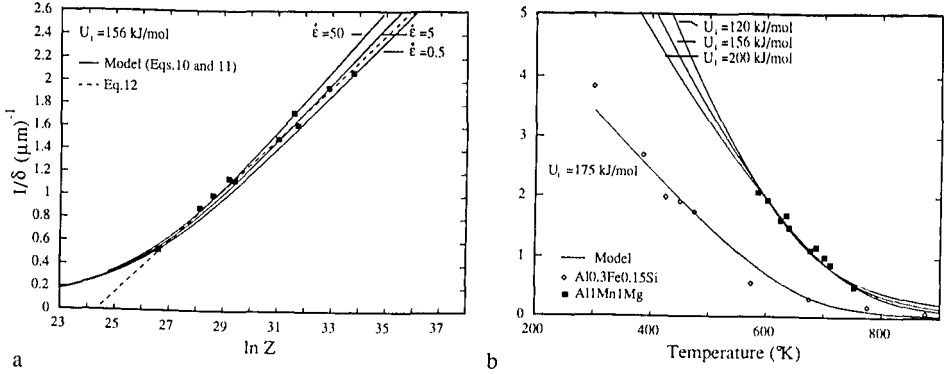 2.6
2.4
2.2
2.0
1.8
1.6
1.4
1.2
1.0
0.8
0.6
0.4
0.2
0
1/δ (μm)⁻¹
U₁ =156 kJ/mol
Model (Eqs.10 and 11)
Eq.12
ε̇=50
ε̇=5
ε̇=0.5
23 25 27 29 31 33 35 37
ln Z
a
5
4
3
2
1
0
U₁ =120 kJ/mol
U₁ =156 kJ/mol
U₁ =200 kJ/mol
U₁ =175 kJ/mol
Model
Al0.3Fe0.15Si
Al1Mn1Mg
200 400 600 800
Temperature (°K)
b